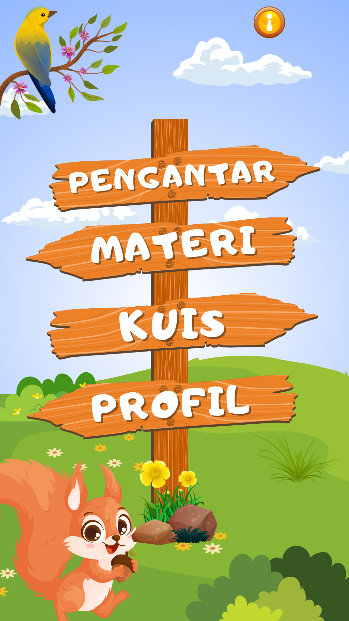 i
PENGANTAR
MATERI
KUIS
PROFIL